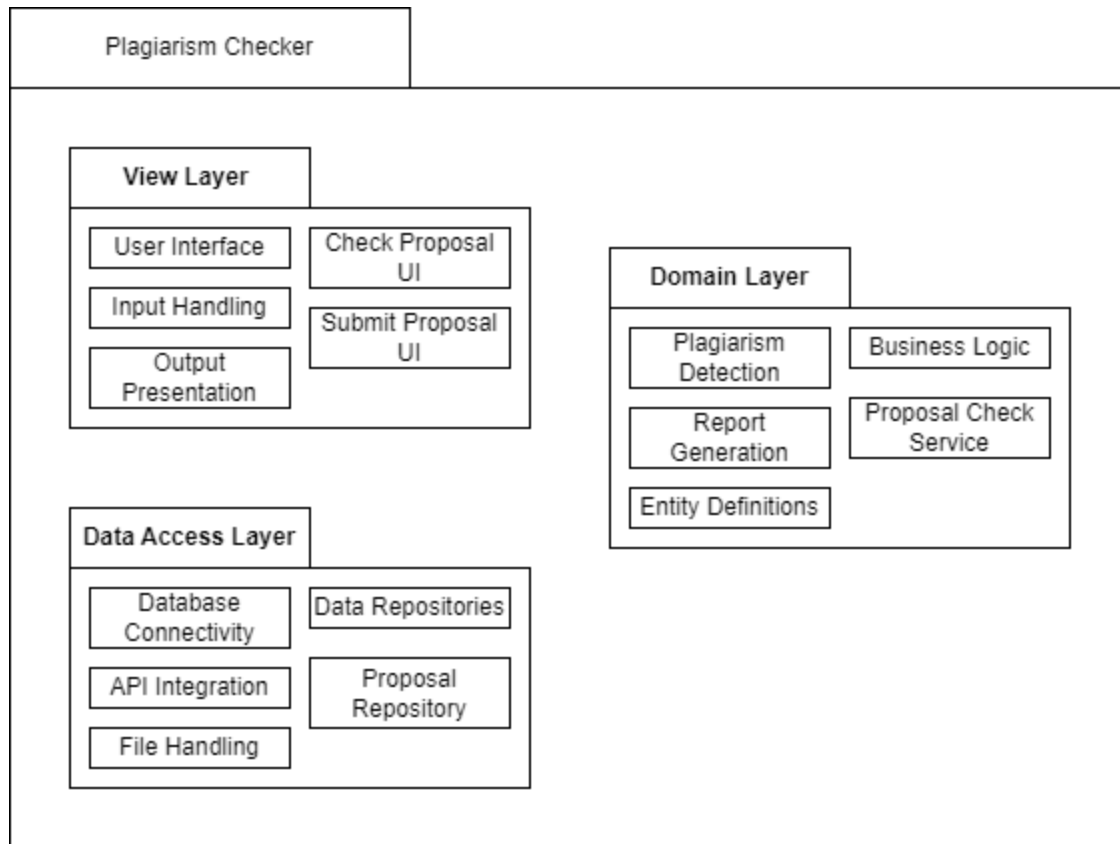 Plagiarism Checker
View Layer
User Interface
Input Handling
Output
Presentation
Check Proposal
UI
Submit Proposal
UI
Domain Layer
Plagiarism
Detection
Report
Generation
Entity Definitions
Business Logic
Proposal Check
Service
Data Access Layer
Database
Connectivity
API Integration
File Handling
Data Repositories
Proposal
Repository